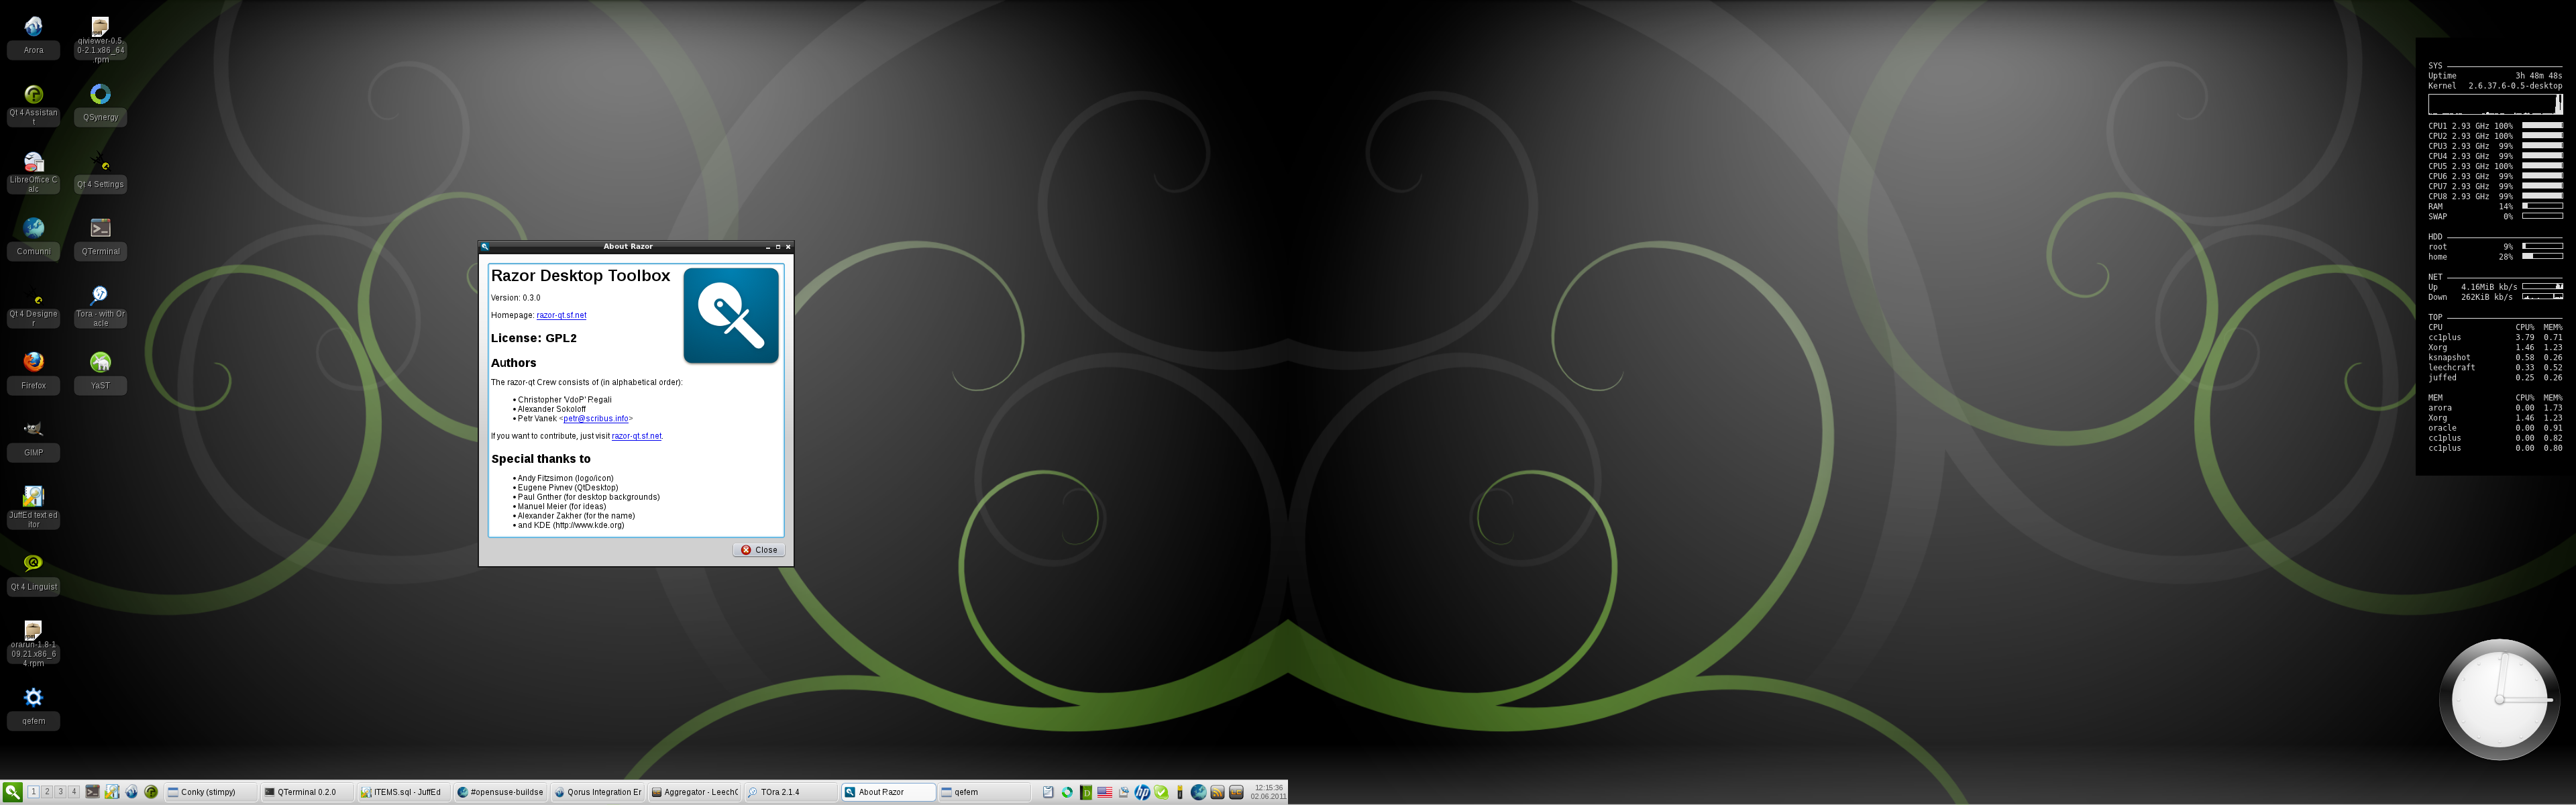 Arora
qiviewer-0.5.
0-2.1.x86_64
.rpm
Qt 4 Assistan
t
QSynergy
LibreOffice C
alc
Qt 4 Settings
Comunni
QTerminal
Qt 4 Designe
r
Tora - with Or
acle
Firefox
YaST
GIMP
JuffEd text ed
itor
Qt 4 Linguist
orarun-1.8-1
09.21.x86_6
4.rpm
qefem
About Razor
Razor Desktop Toolbox
Version: 0.3.0
Homepage: razor-qt.sf.net
License: GPL2
Authors
The razor-qt Crew consists of (in alphabetical order):
• Christopher 'VdoP' Regali
• Alexander Sokoloff
• Petr Vanek <petr@scribus.info>
If you want to contribute, just visit razor-qt.sf.net.
Special thanks to
• Andy Fitzsimon (logo/icon)
• Eugene Pivnev (QtDesktop)
• Paul Gnther (for desktop backgrounds)
• Manuel Meier (for ideas)
• Alexander Zakher (for the name)
• and KDE (http://www.kde.org)
Close
SYS
Uptime 3h 48m 48s
Kernel 2.6.37.6-0.5-desktop
CPU1 2.93 GHz 100%
CPU2 2.93 GHz 100%
CPU3 2.93 GHz 99%
CPU4 2.93 GHz 99%
CPU5 2.93 GHz 100%
CPU6 2.93 GHz 99%
CPU7 2.93 GHz 99%
CPU8 2.93 GHz 99%
RAM 14%
SWAP 0%
HDD
root 9%
home 28%
NET
Up 4.16MiB kb/s
Down 262KiB kb/s
TOP
CPU CPU% MEM%
cc1plus 3.79 0.71
Xorg 1.46 1.23
ksnapshot 0.58 0.26
leechcraft 0.33 0.52
juffed 0.25 0.26
MEM CPU% MEM%
arora 0.00 1.73
Xorg 1.46 1.23
oracle 0.00 0.91
cc1plus 0.00 0.82
cc1plus 0.00 0.80
1 2 3 4 Conky (stimpy) QTerminal 0.2.0 ITEMS.sql - JuffEd #opensuse-buildse Qorus Integration Er Aggregator - LeechC TOra 2.1.4 About Razor qefem hp LC 12:15:36
02.06.2011